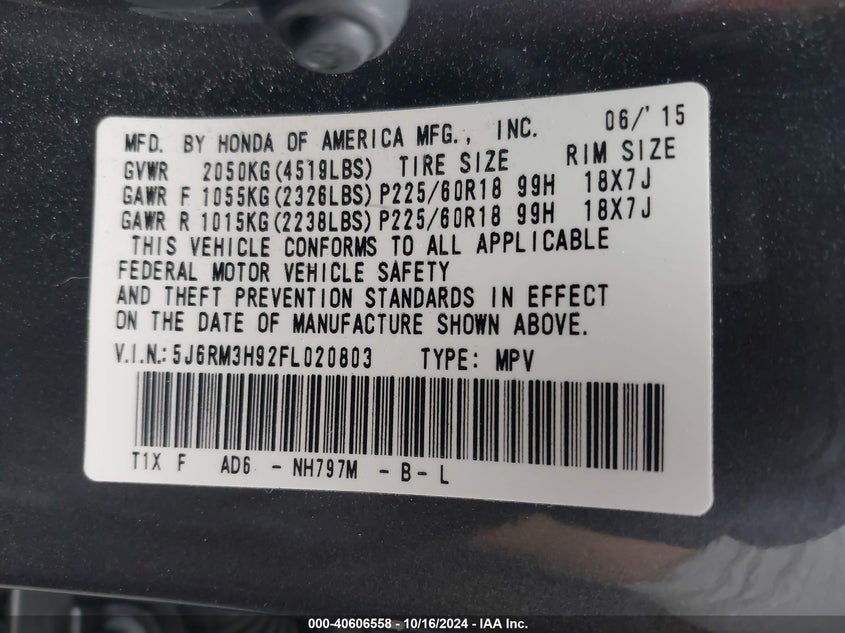 MFD. BY HONDA OF AMERICA MFG., INC. 06/'15
GVWR 2050KG(4519LBS) TIRE SIZE RIM SIZE
GAWR F 1055KG(2326LBS) P225/60R18 99H 18X7J
GAWR R 1015KG(2238LBS) P225/60R18 99H 18X7J
THIS VEHICLE CONFORMS TO ALL APPLICABLE
FEDERAL MOTOR VEHICLE SAFETY
AND THEFT PREVENTION STANDARDS IN EFFECT
ON THE DATE OF MANUFACTURE SHOWN ABOVE.
V.I.N.: 5J6RM3H92FL020803 TYPE: MPV
T1X F AD6 - NH797M - B - L
000-40606558 - 10/16/2024 - IAA Inc.